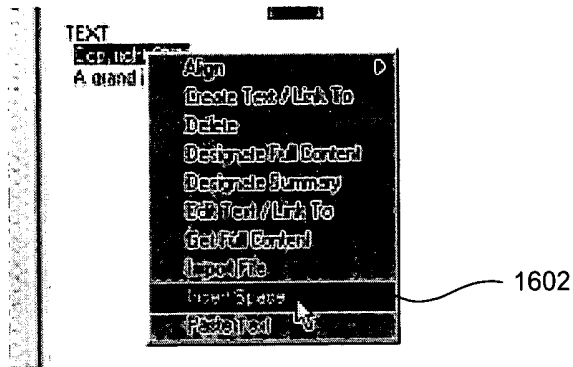 TEXT
A grand
Align
Create Text / Link To
Delete
Designate Full Content
Designate Summary
Edit Text / Link To
Get Full Content
Import File
Insert Space
Paste Text
1602